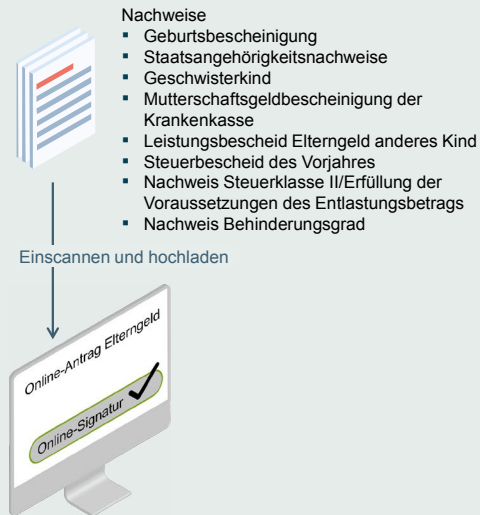 Nachweise
▪ Geburtsbescheinigung
▪ Staatsangehörigkeitsnachweise
▪ Geschwisterkind
▪ Mutterschaftsgeldbescheinigung der
Krankenkasse
▪ Leistungsbescheid Elterngeld anderes Kind
▪ Steuerbescheid des Vorjahres
▪ Nachweis Steuerklasse II/Erfüllung der
Voraussetzungen des Entlastungsbetrags
▪ Nachweis Behinderungsgrad
Einscannen und hochladen
Online-Antrag Elterngeld
Online-Signatur